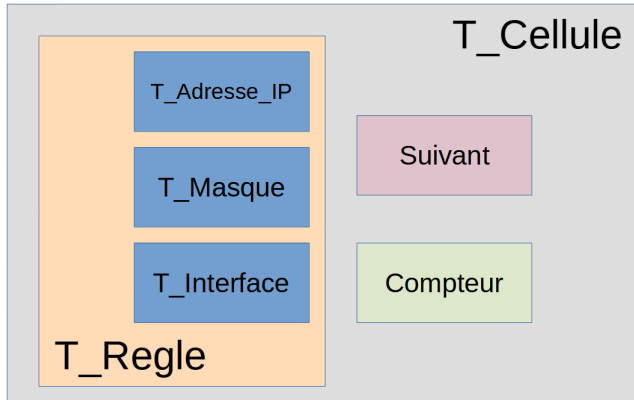 T_Cellule
T_Adresse_IP
T_Masque
T_Interface
T_Regle
Suivant
Compteur